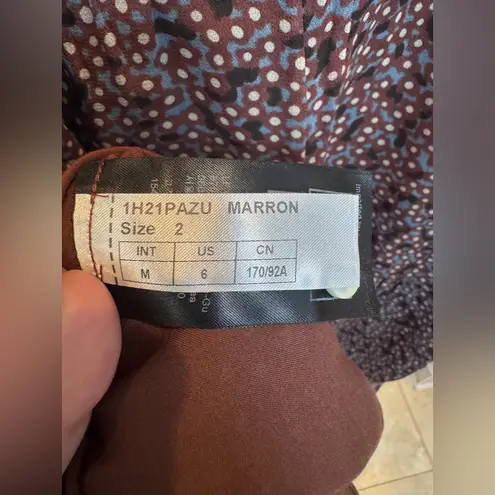 1H21PAZU MARRON
Size 2
INT US CN
M 6 170/92A